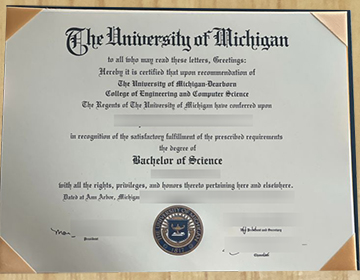 The University of Michigan
to all who may read these letters, Greetings:
Hereby it is certified that upon recommendation of
The University of Michigan-Dearborn
College of Engineering and Computer Science
The Regents of The University of Michigan have conferred upon
in recognition of the satisfactory fulfillment of the prescribed requirements
the degree of
Bachelor of Science
with all the rights, privileges, and honors thereto pertaining here and elsewhere.
Dated at Ann Arbor, Michigan
President
and Secretary